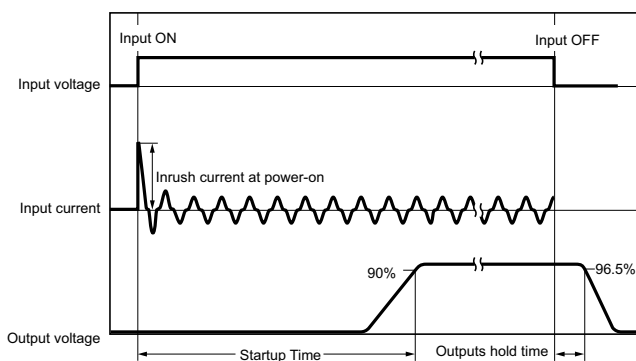 Input ON
Input OFF
Input voltage
Inrush current at power-on
Input current
90%
96.5%
Output voltage
Startup Time
Outputs hold time